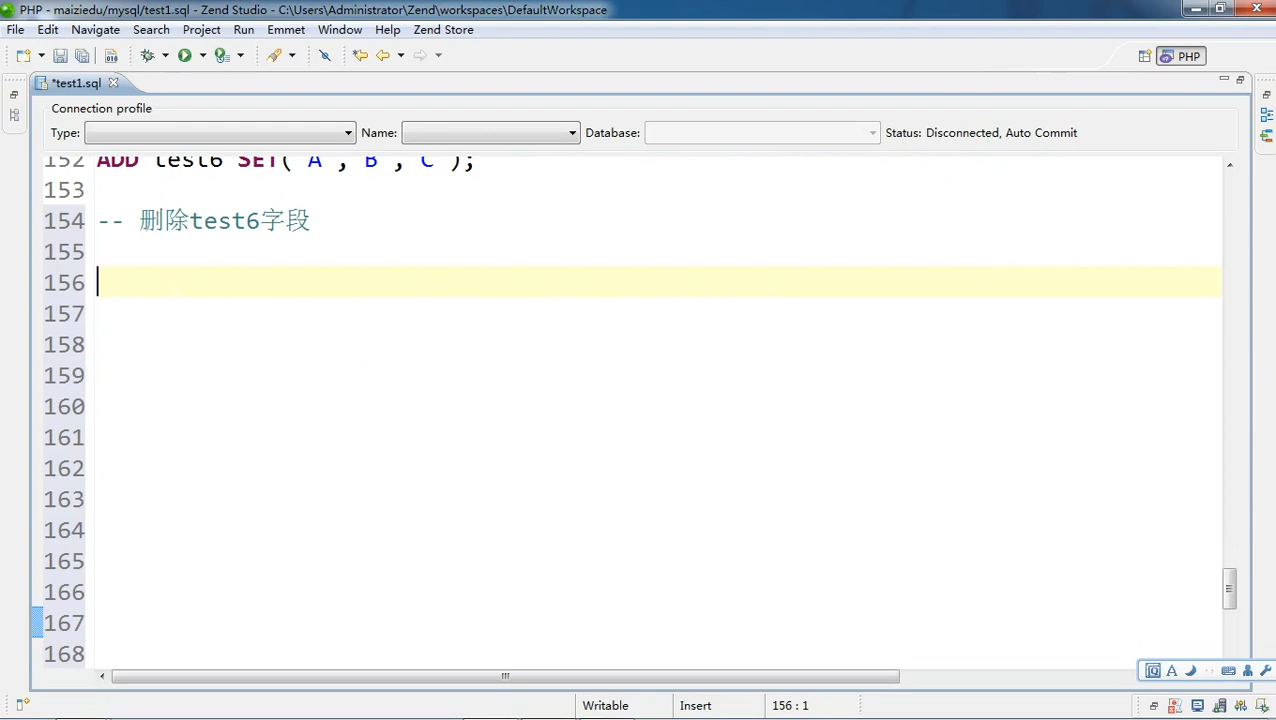 PHP - maiziedu/mysql/test1.sql - Zend Studio - C:\Users\Administrator\Zend\workspaces\DefaultWorkspace
File Edit Navigate Search Project Run Emmet Window Help Zend Store
PHP
*test1.sql
Connection profile
Type: Name: Database: Status: Disconnected, Auto Commit
152 ADD test6 SET('A','B','C');
153
154 -- 删除test6字段
155
156
157
158
159
160
161
162
163
164
165
166
167
168
Writable Insert 156 : 1